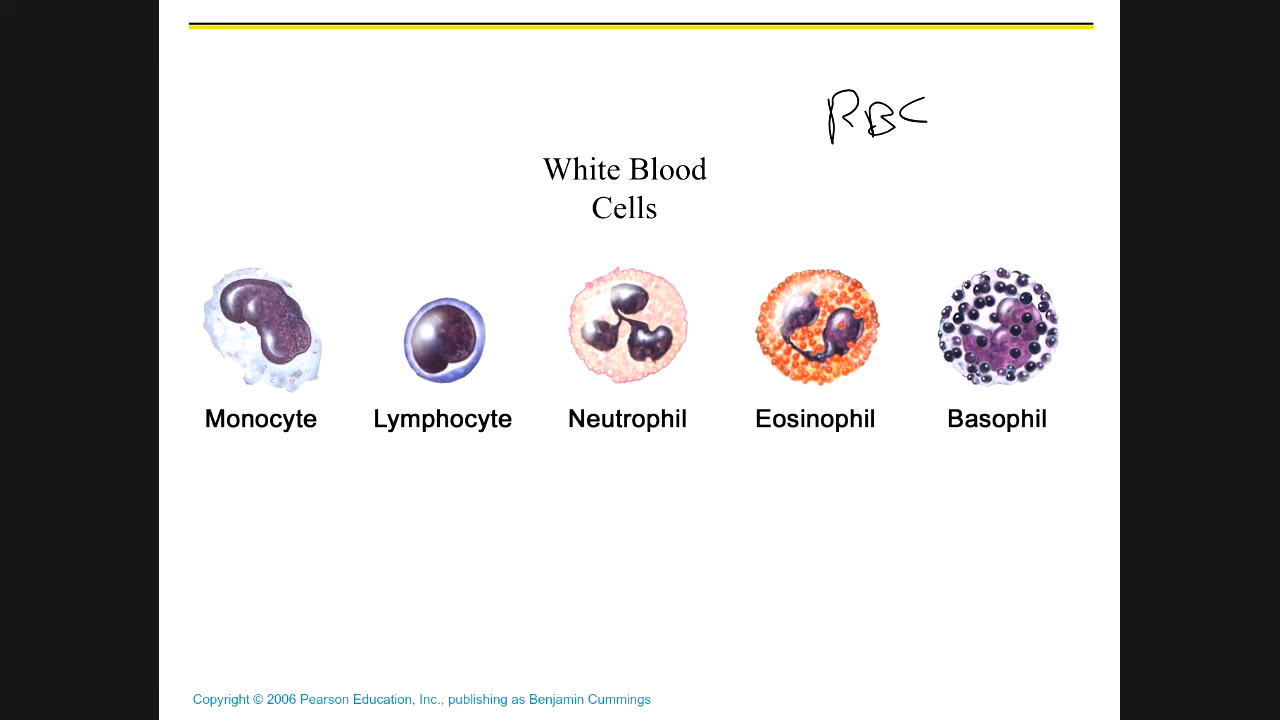 RBC
White Blood
Cells
Monocyte Lymphocyte Neutrophil Eosinophil Basophil
Copyright © 2006 Pearson Education, Inc., publishing as Benjamin Cummings